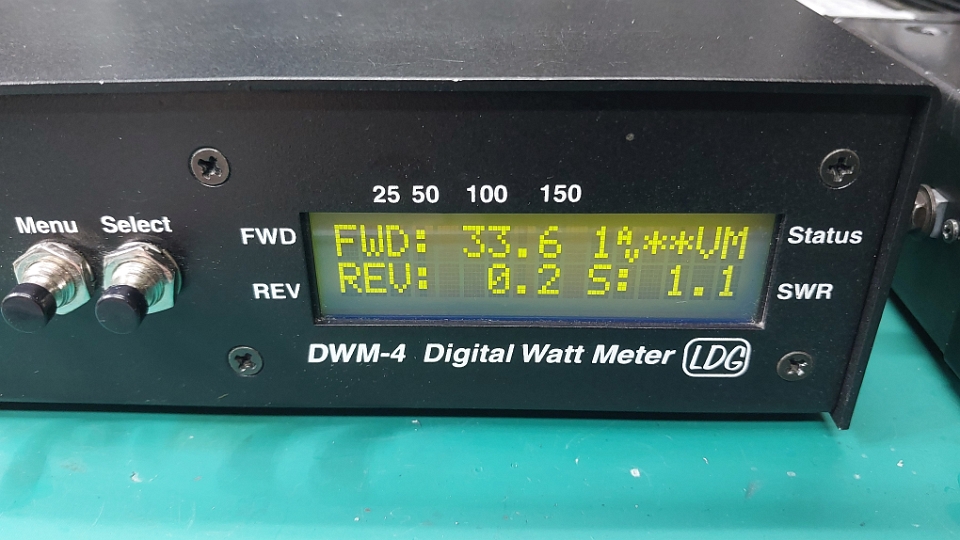 25 50 100 150
Menu Select
FWD
FWD: 33.6 1 **VM
Status
REV
REV: 0.2 S: 1.1
SWR
DWM-4 Digital Watt Meter LDG